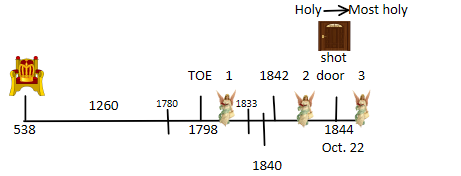 Holy Most holy
shot
TOE 1 1842 2 door 3
1260 1780 1833
538 1798 1844
Oct. 22
1840